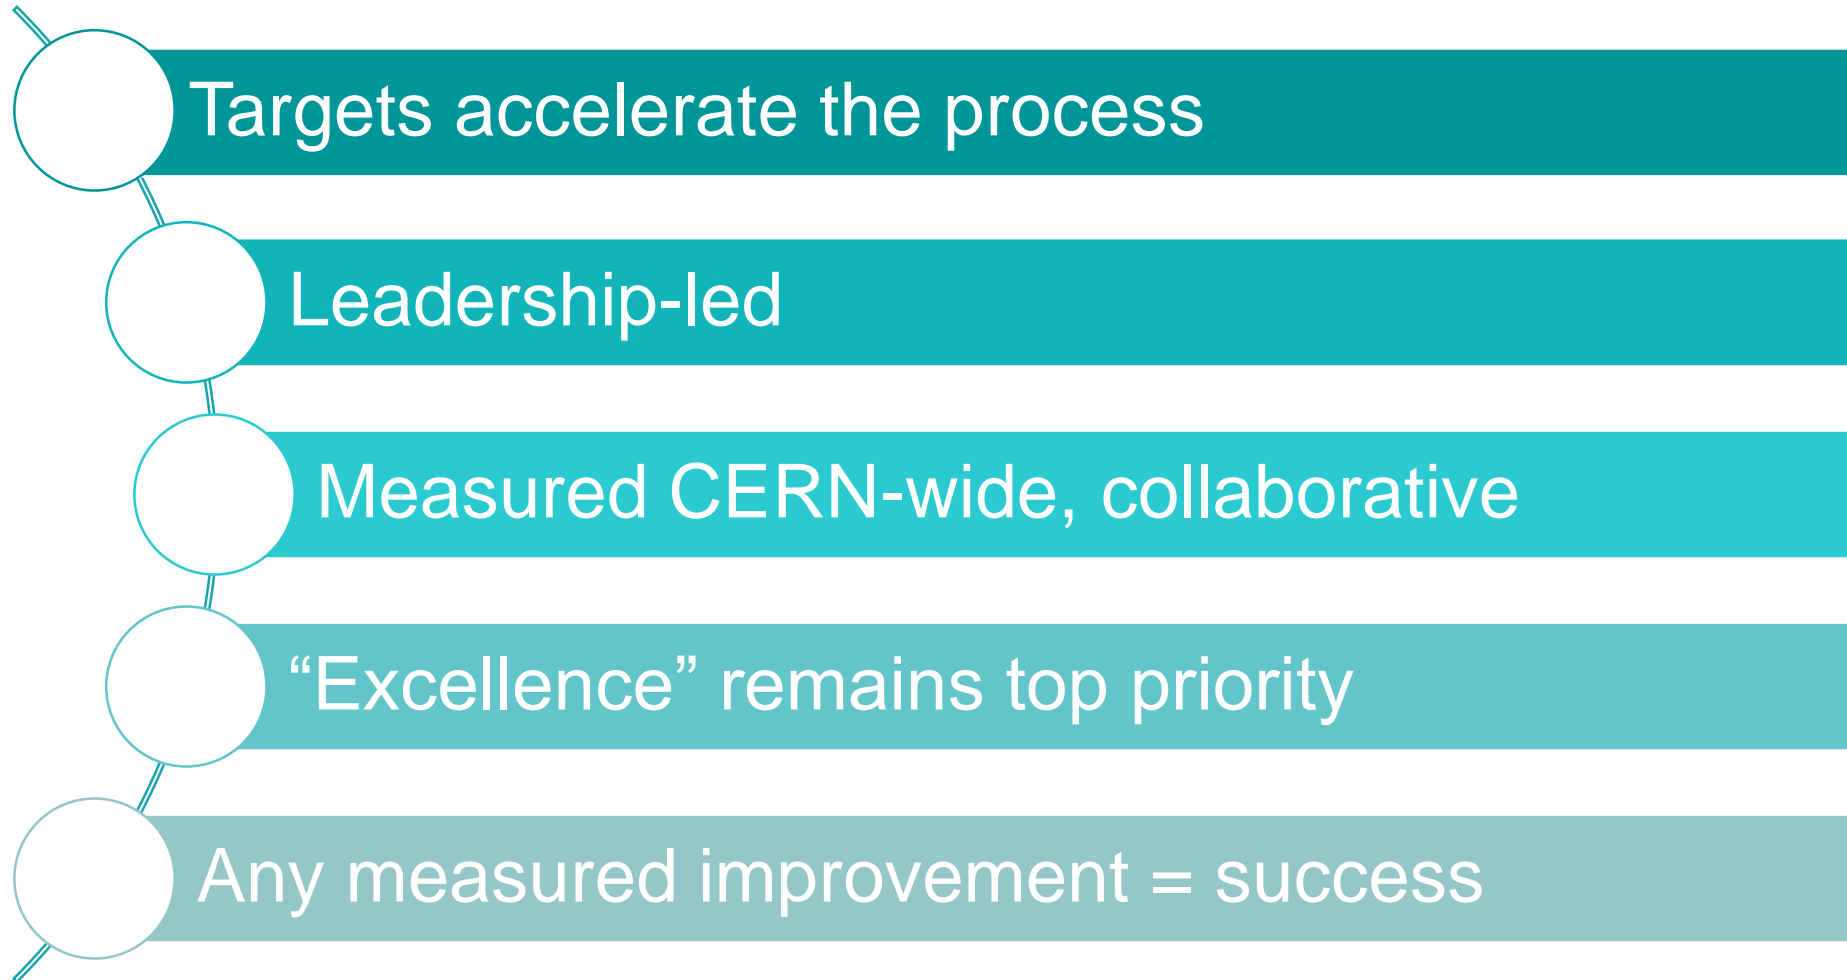 Targets accelerate the process
Leadership-led
Measured CERN-wide, collaborative
“Excellence” remains top priority
Any measured improvement = success